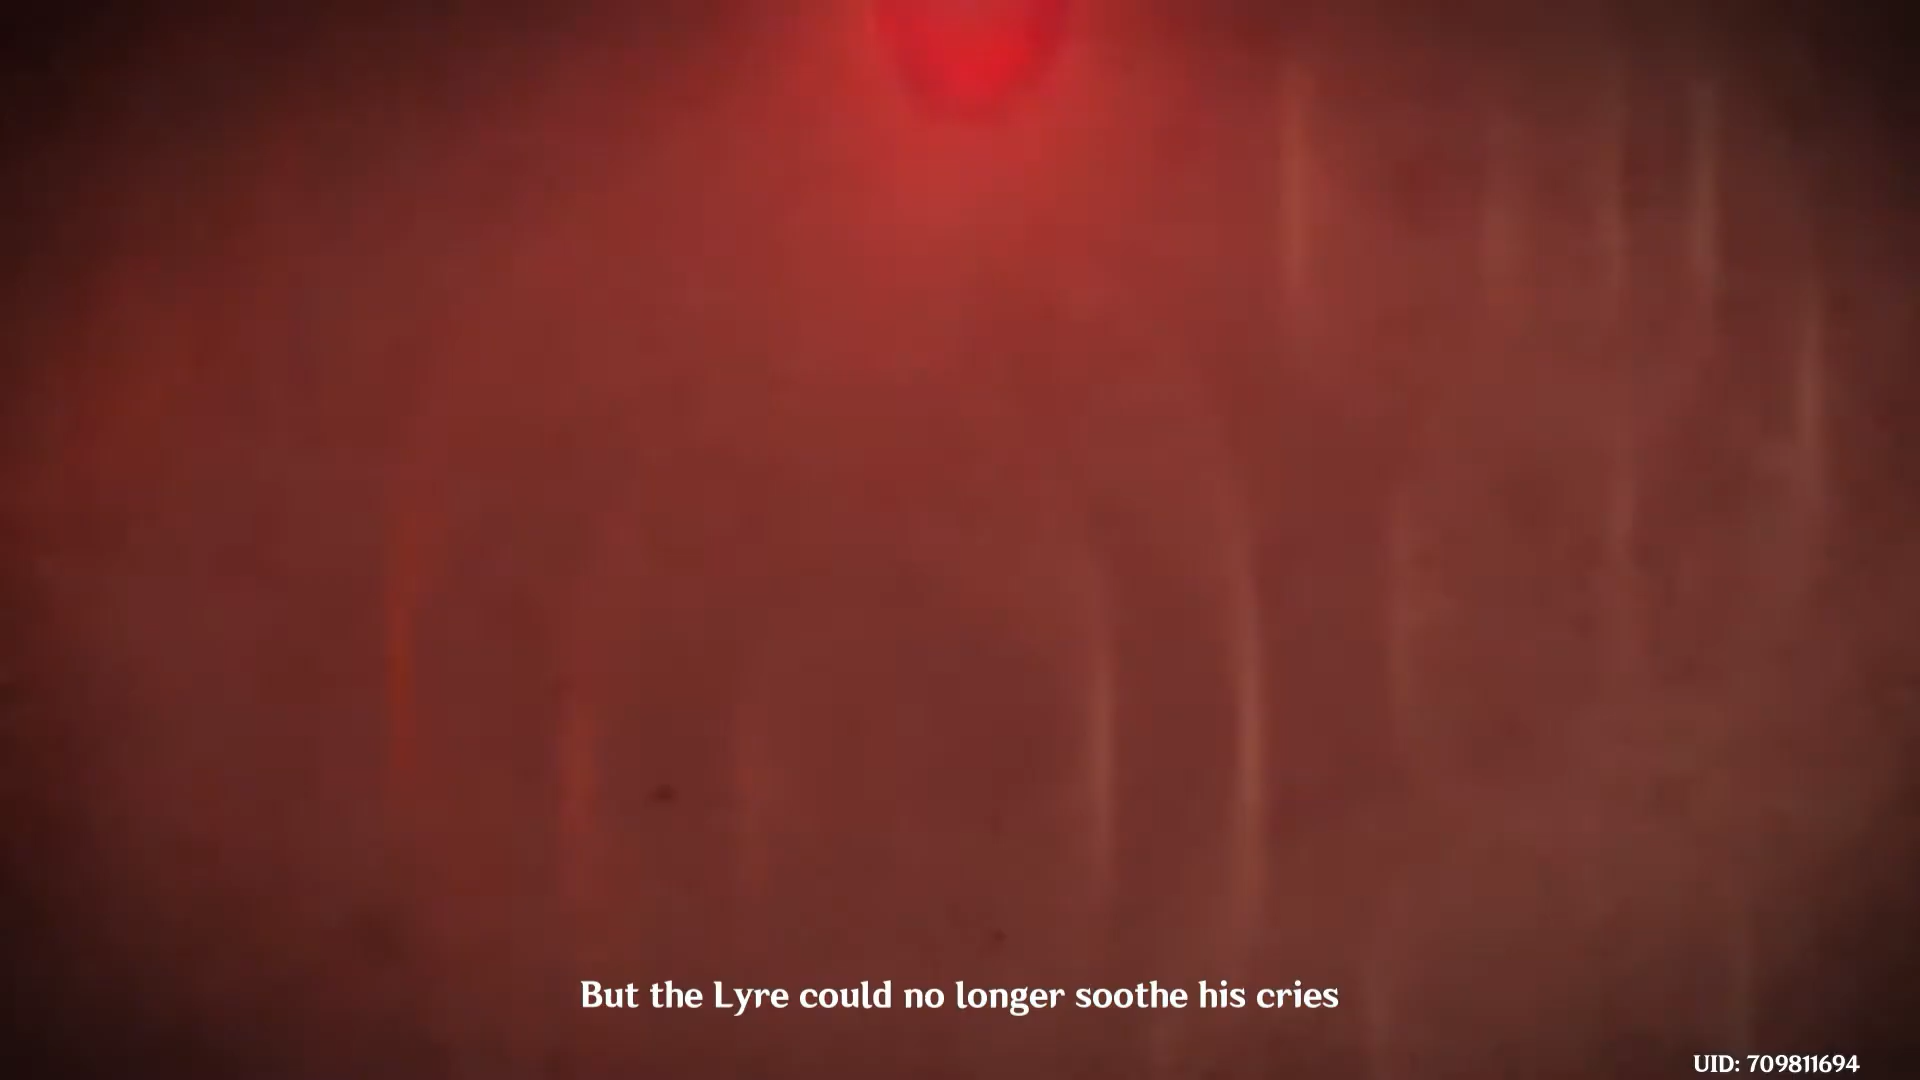 But the Lyre could no longer soothe his cries
UID: 709811694